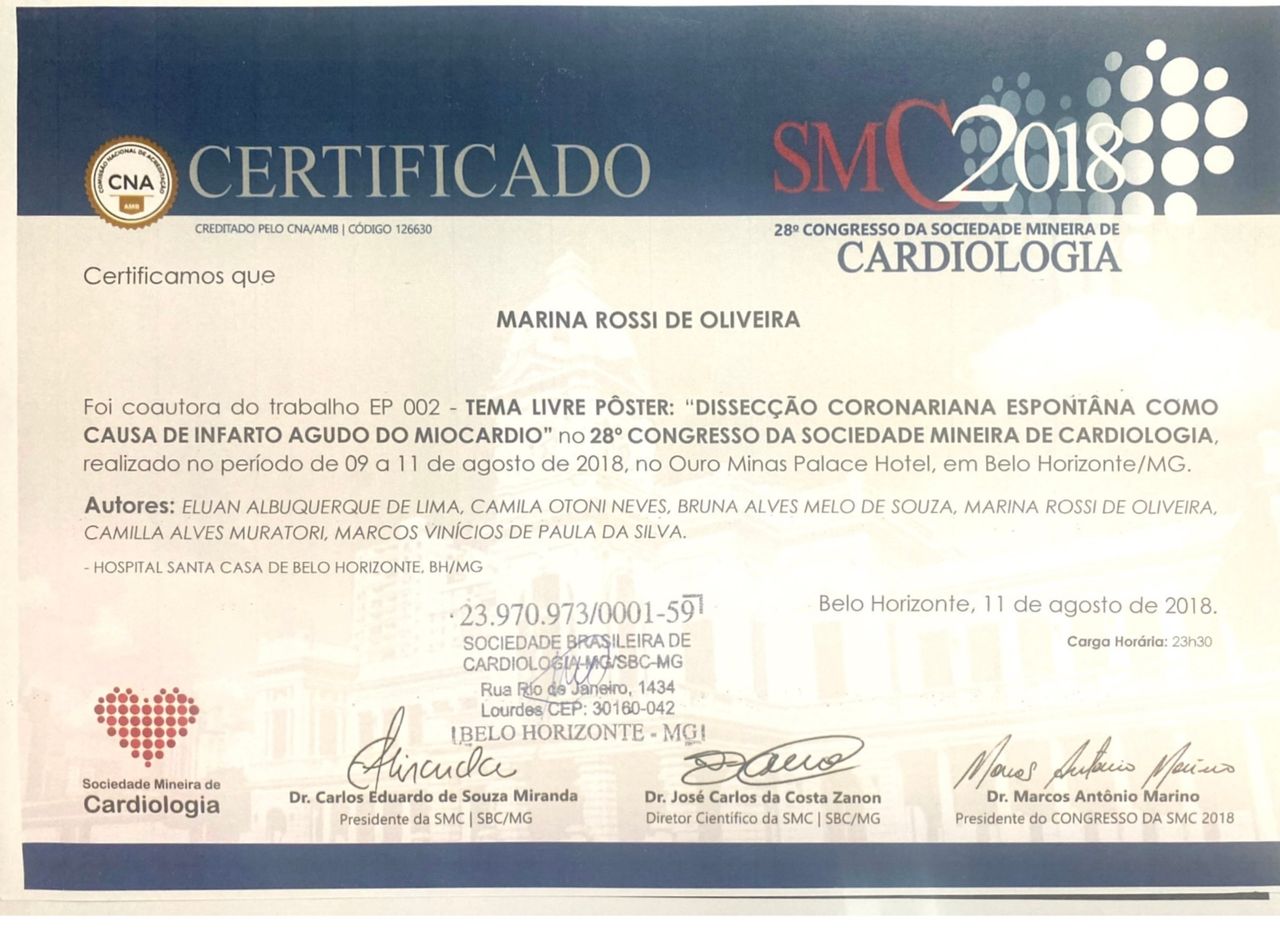 COMISSÃO NACIONAL DE ACREDITAÇÃO
CNA
AMB
CERTIFICADO
CREDITADO PELO CNA/AMB | CÓDIGO 126630
SMC2018
28º CONGRESSO DA SOCIEDADE MINEIRA DE
CARDIOLOGIA
Certificamos que
MARINA ROSSI DE OLIVEIRA
Foi coautora do trabalho EP 002 - TEMA LIVRE PÔSTER: “DISSECÇÃO CORONARIANA ESPONTÂNA COMO
CAUSA DE INFARTO AGUDO DO MIOCARDIO” no 28º CONGRESSO DA SOCIEDADE MINEIRA DE CARDIOLOGIA,
realizado no período de 09 a 11 de agosto de 2018, no Ouro Minas Palace Hotel, em Belo Horizonte/MG.
Autores: ELUAN ALBUQUERQUE DE LIMA, CAMILA OTONI NEVES, BRUNA ALVES MELO DE SOUZA, MARINA ROSSI DE OLIVEIRA,
CAMILLA ALVES MURATORI, MARCOS VINÍCIOS DE PAULA DA SILVA.
- HOSPITAL SANTA CASA DE BELO HORIZONTE, BH/MG
23.970.973/0001-59
SOCIEDADE BRASILEIRA DE
CARDIOLOGIA-MG/SBC-MG
Rua Rio de Janeiro, 1434
Lourdes CEP: 30160-042
BELO HORIZONTE - MG
Belo Horizonte, 11 de agosto de 2018.
Carga Horária: 23h30
Sociedade Mineira de
Cardiologia
Miranda
Dr. Carlos Eduardo de Souza Miranda
Presidente da SMC | SBC/MG
Dr. José Carlos da Costa Zanon
Diretor Científico da SMC | SBC/MG
Marcos Antônio Marino
Dr. Marcos Antônio Marino
Presidente do CONGRESSO DA SMC 2018